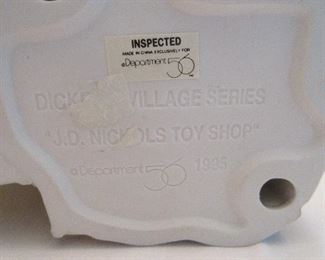 INSPECTED
MADE IN CHINA EXCLUSIVELY FOR
Department 56
VILLAGE SERIES
"J.D. NICHOLS TOY SHOP"
© Department 56 1995